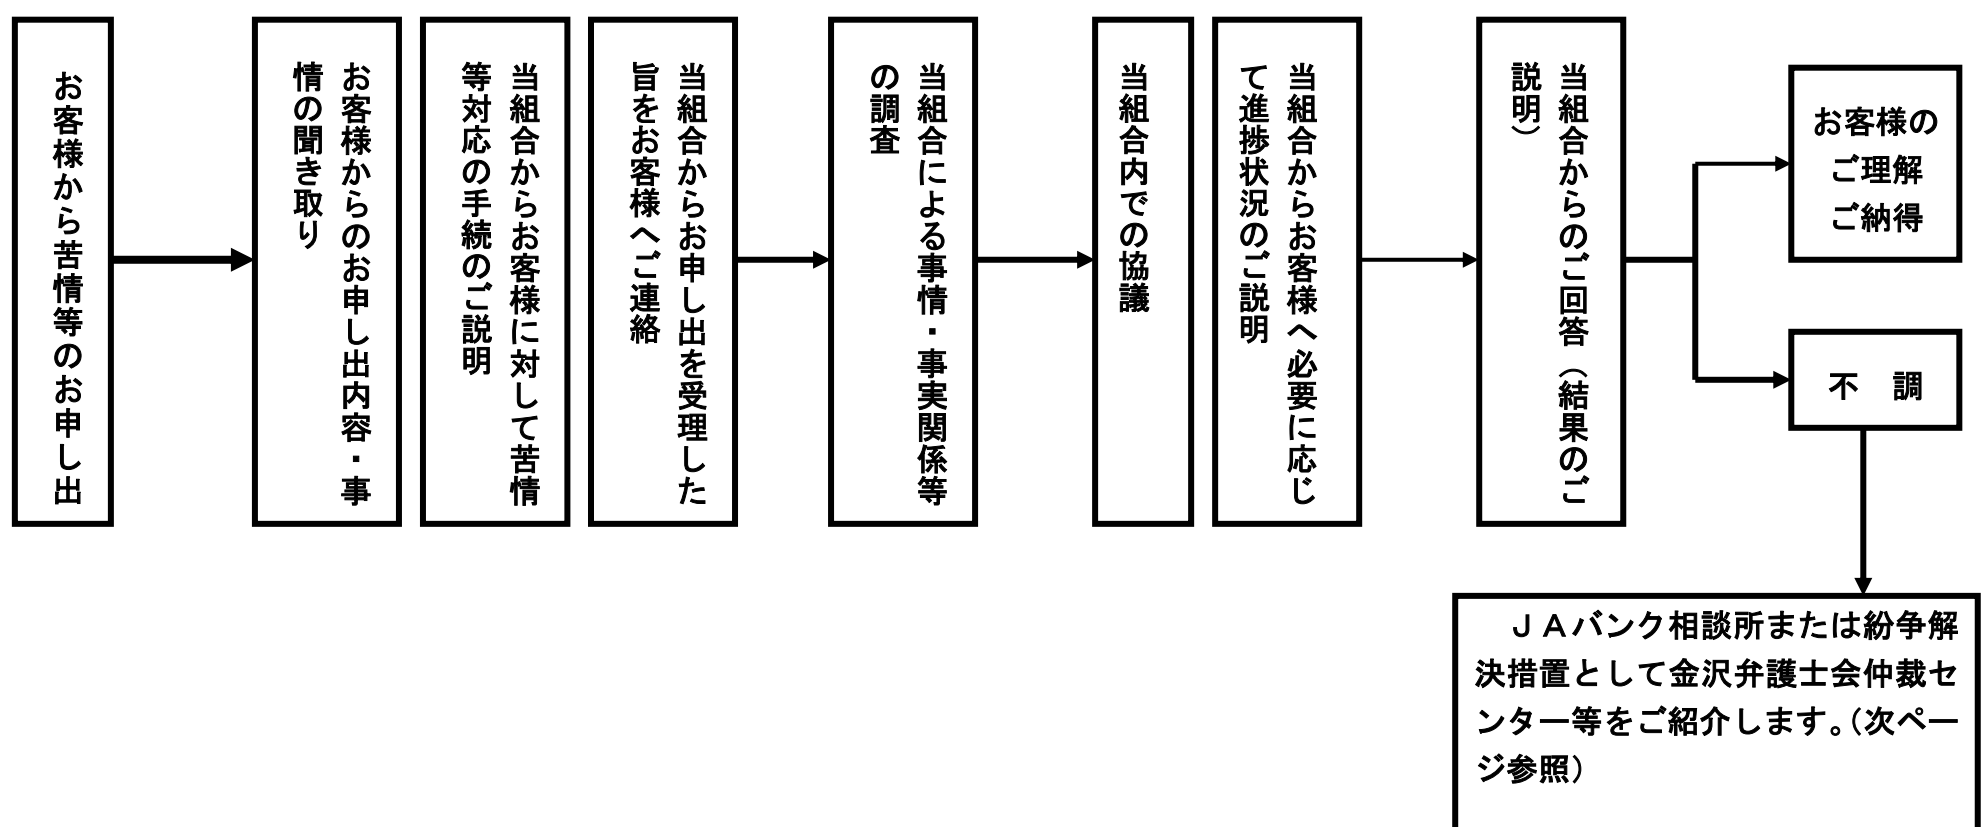 お客様から苦情等のお申し出
お客様からのお申し出内容・事
情の聞き取り
当組合からお客様に対して苦情
等対応の手続のご説明
当組合からお申し出を受理した
旨をお客様へご連絡
当組合による事情・事実関係等
の調査
当組合内での協議
当組合からお客様へ必要に応じ
て進捗状況のご説明
当組合からのご回答（結果のご
説明）
お客様の
ご理解
ご納得
不　調
ＪＡバンク相談所または紛争解
決措置として金沢弁護士会仲裁セ
ンター等をご紹介します。（次ペー
ジ参照）